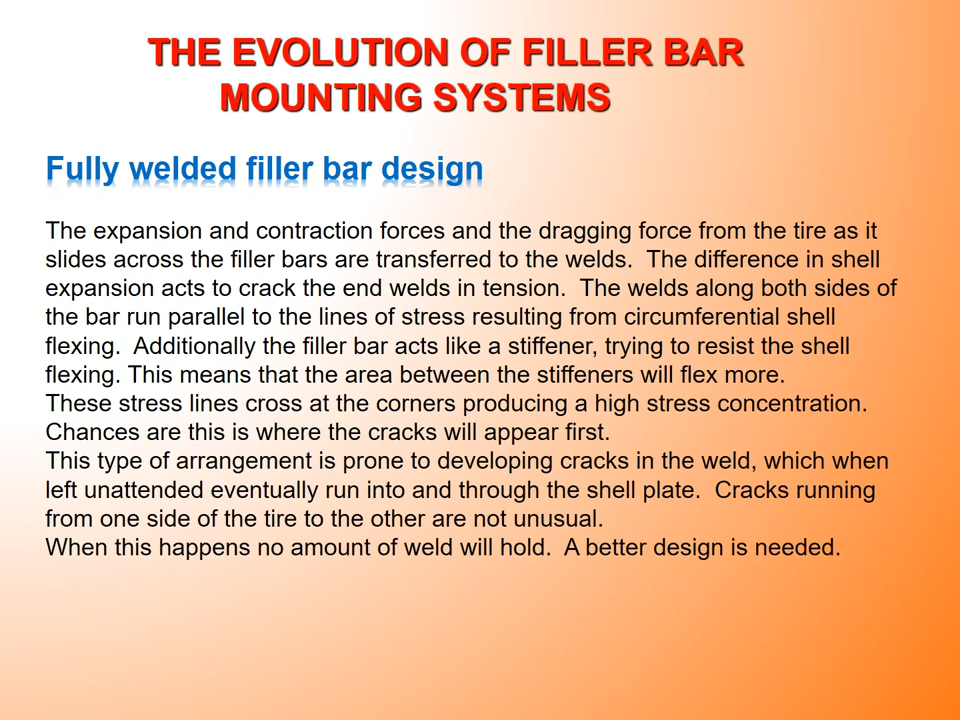 THE EVOLUTION OF FILLER BAR
MOUNTING SYSTEMS
Fully welded filler bar design
The expansion and contraction forces and the dragging force from the tire as it
slides across the filler bars are transferred to the welds.  The difference in shell
expansion acts to crack the end welds in tension.  The welds along both sides of
the bar run parallel to the lines of stress resulting from circumferential shell
flexing.  Additionally the filler bar acts like a stiffener, trying to resist the shell
flexing. This means that the area between the stiffeners will flex more.
These stress lines cross at the corners producing a high stress concentration.
Chances are this is where the cracks will appear first.
This type of arrangement is prone to developing cracks in the weld, which when
left unattended eventually run into and through the shell plate.  Cracks running
from one side of the tire to the other are not unusual.
When this happens no amount of weld will hold.  A better design is needed.